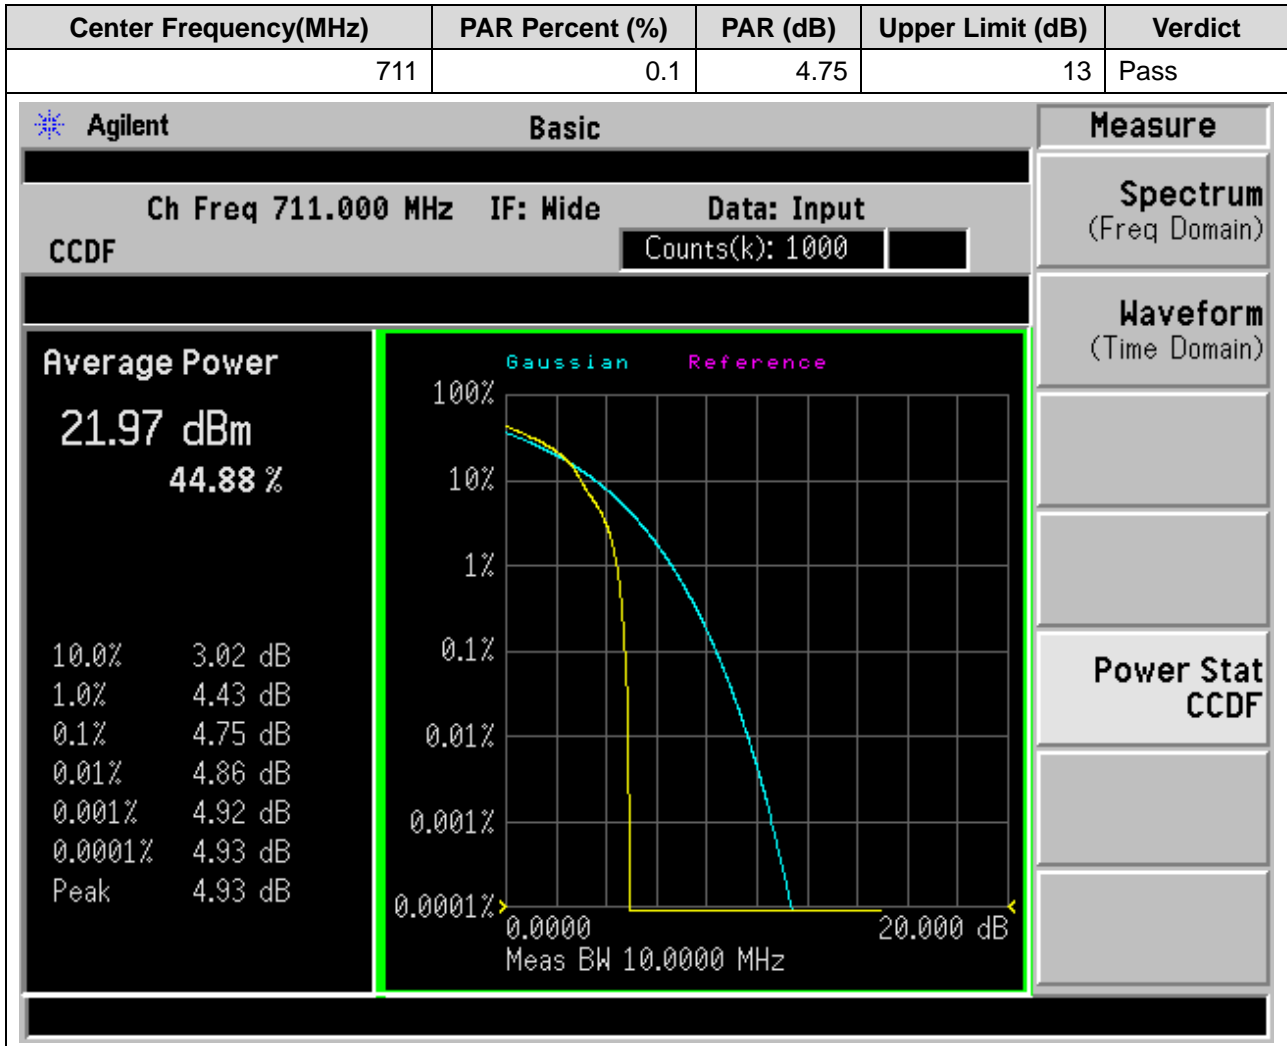 Center Frequency(MHz) PAR Percent (%) PAR (dB) Upper Limit (dB) Verdict
711 0.1 4.75 13 Pass
Agilent Basic
Ch Freq 711.000 MHz IF: Wide Data: Input
CCDF Counts(k): 1000
Average Power
21.97 dBm
44.88 %
10.0% 3.02 dB
1.0% 4.43 dB
0.1% 4.75 dB
0.01% 4.86 dB
0.001% 4.92 dB
0.0001% 4.93 dB
Peak 4.93 dB
Gaussian Reference
100%
10%
1%
0.1%
0.01%
0.001%
0.0001%
0.0000 20.000 dB
Meas BW 10.0000 MHz
Measure
Spectrum
(Freq Domain)
Waveform
(Time Domain)
Power Stat
CCDF